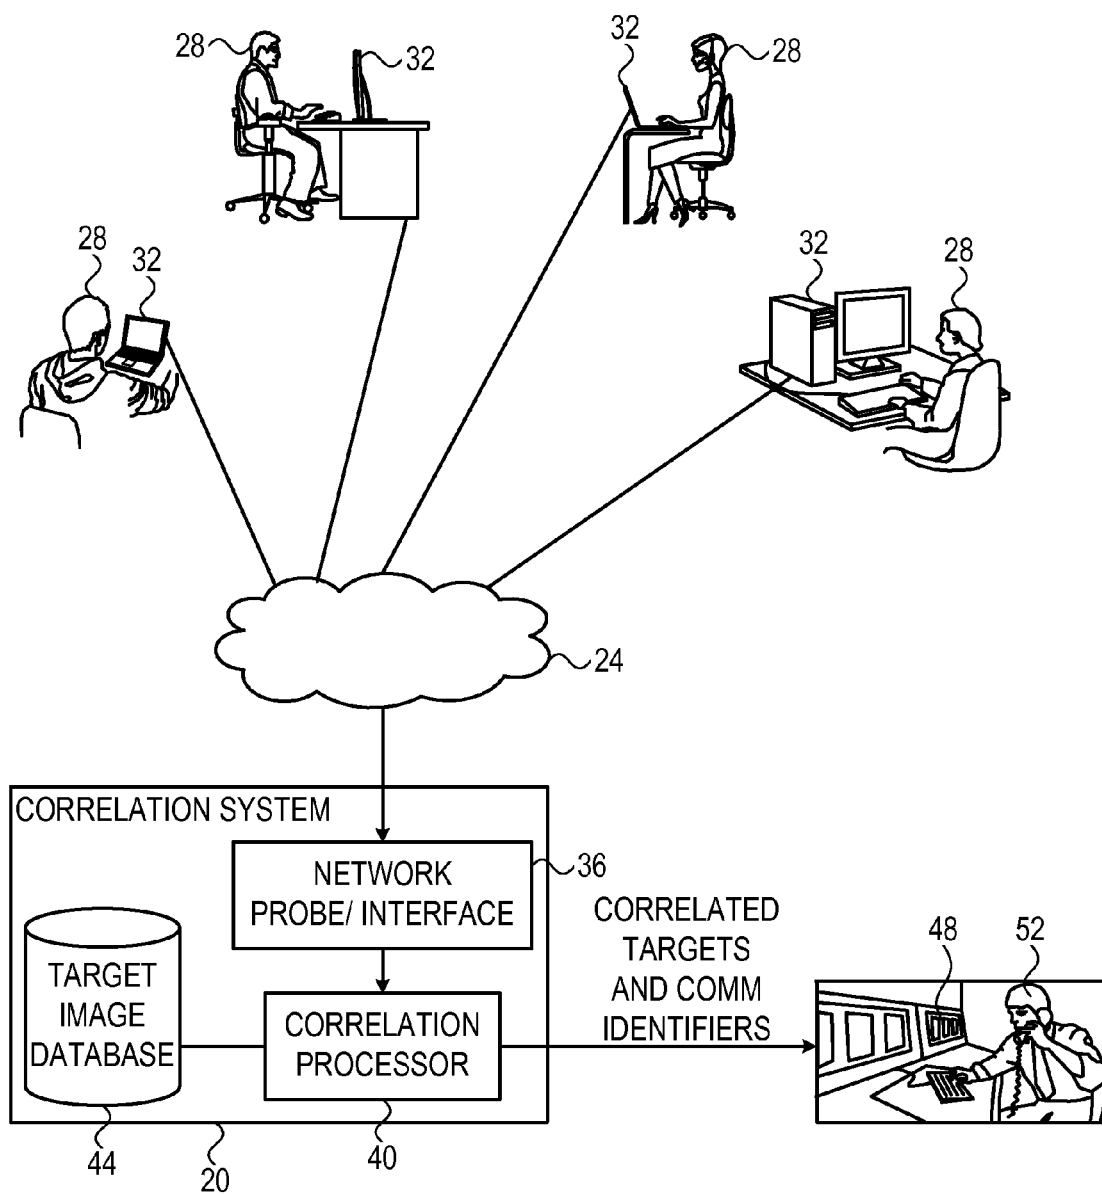 28
32
32
28
28
32
32
28
24
CORRELATION SYSTEM
NETWORK
PROBE/ INTERFACE
36
TARGET
IMAGE
DATABASE
CORRELATION
PROCESSOR
CORRELATED
TARGETS
AND COMM
IDENTIFIERS
48
52
44
20
40